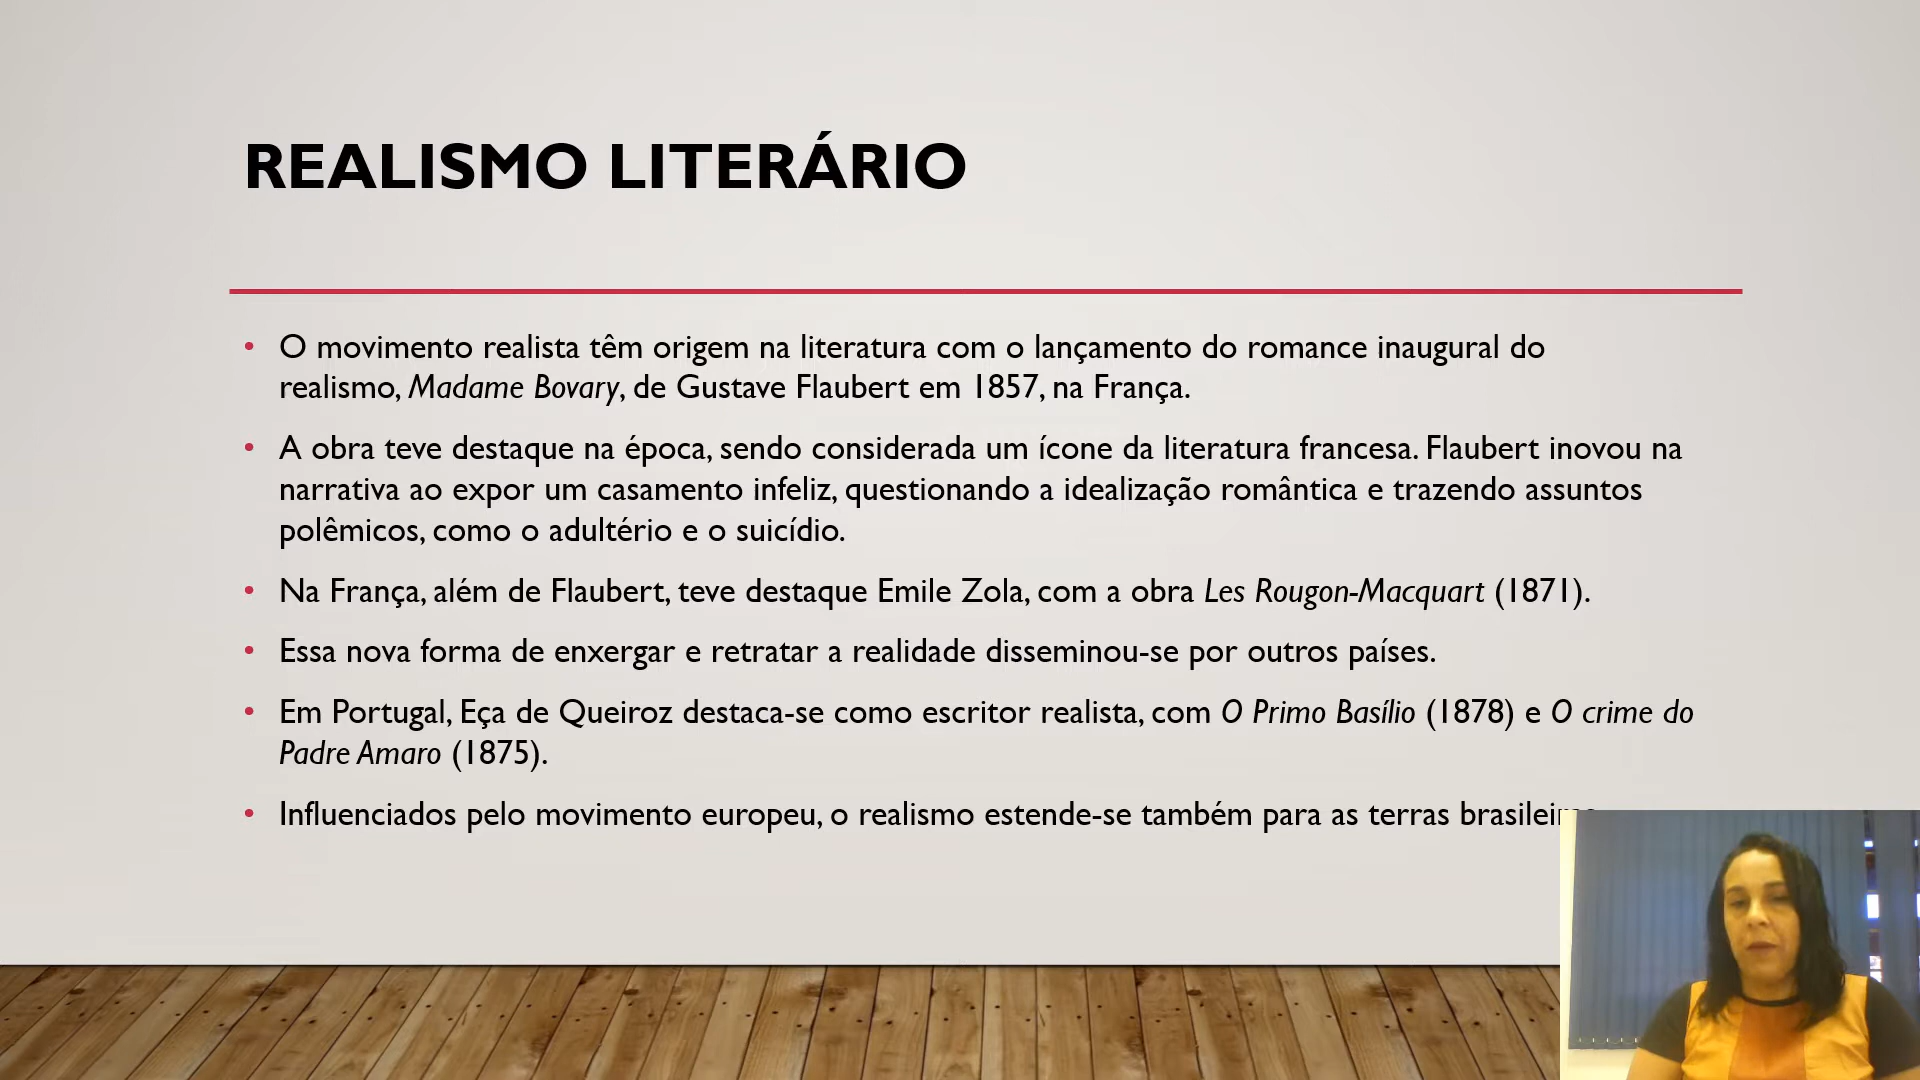 REALISMO LITERÁRIO
• O movimento realista têm origem na literatura com o lançamento do romance inaugural do
realismo, Madame Bovary, de Gustave Flaubert em 1857, na França.
• A obra teve destaque na época, sendo considerada um ícone da literatura francesa. Flaubert inovou na
narrativa ao expor um casamento infeliz, questionando a idealização romântica e trazendo assuntos
polêmicos, como o adultério e o suicídio.
• Na França, além de Flaubert, teve destaque Emile Zola, com a obra Les Rougon-Macquart (1871).
• Essa nova forma de enxergar e retratar a realidade disseminou-se por outros países.
• Em Portugal, Eça de Queiroz destaca-se como escritor realista, com O Primo Basílio (1878) e O crime do
Padre Amaro (1875).
• Influenciados pelo movimento europeu, o realismo estende-se também para as terras